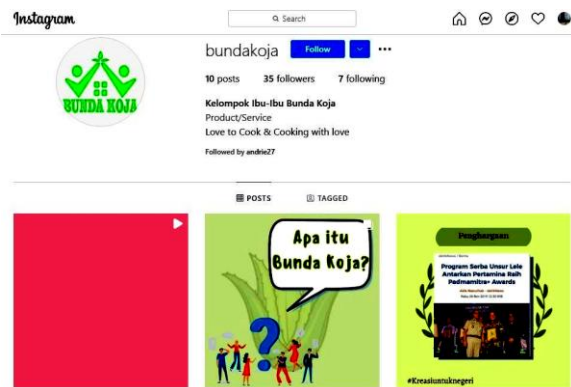 Instagram
Search
BUNDA KOJA
bundakoja Follow
10 posts 35 followers 7 following
Kelompok Ibu-Ibu Bunda Koja
Product/Service
Love to Cook & Cooking with love
Followed by andrie27
POSTS TAGGED
Apa itu
Bunda Koja?
Penghargaan
Program Serba Unsur Lele
Antarkan Pertamina Raih
Padmamitra+ Awards
#Kreasiuntuknegeri